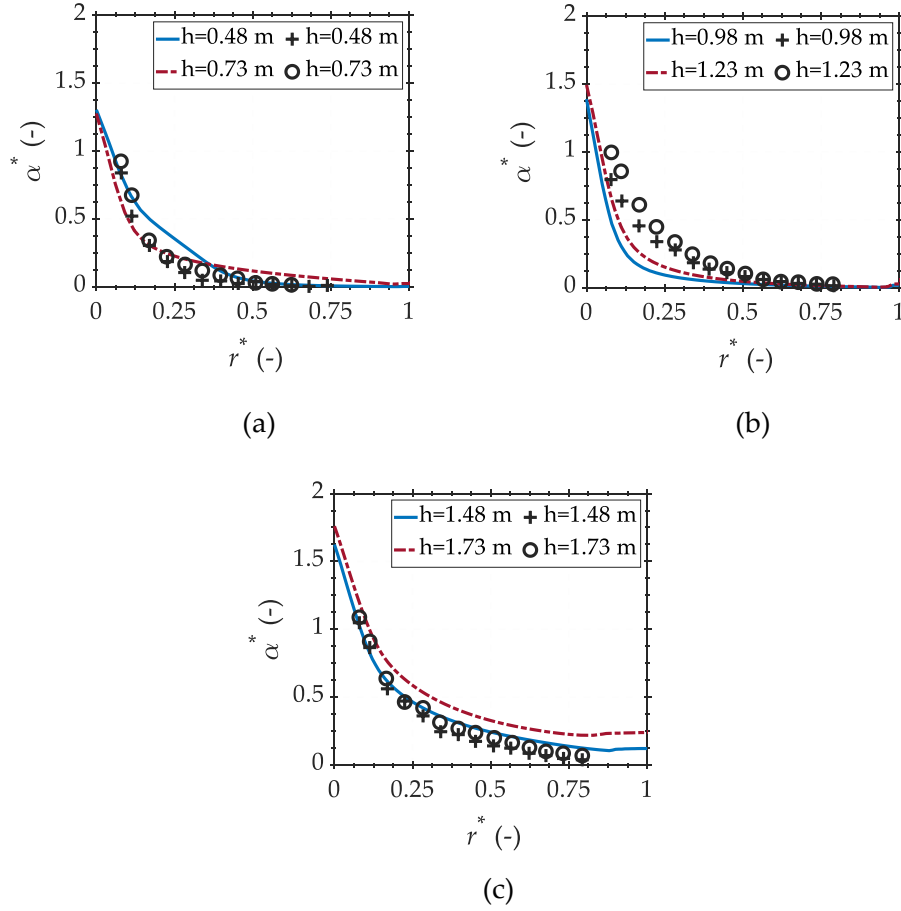 2
1.5
1
0.5
0
0 0.25 0.5 0.75 1
α* (-)
r* (-)
h=0.48 m h=0.48 m
h=0.73 m h=0.73 m
(a)
2
1.5
1
0.5
0
0 0.25 0.5 0.75 1
α* (-)
r* (-)
h=0.98 m h=0.98 m
h=1.23 m h=1.23 m
(b)
2
1.5
1
0.5
0
0 0.25 0.5 0.75 1
α* (-)
r* (-)
h=1.48 m h=1.48 m
h=1.73 m h=1.73 m
(c)